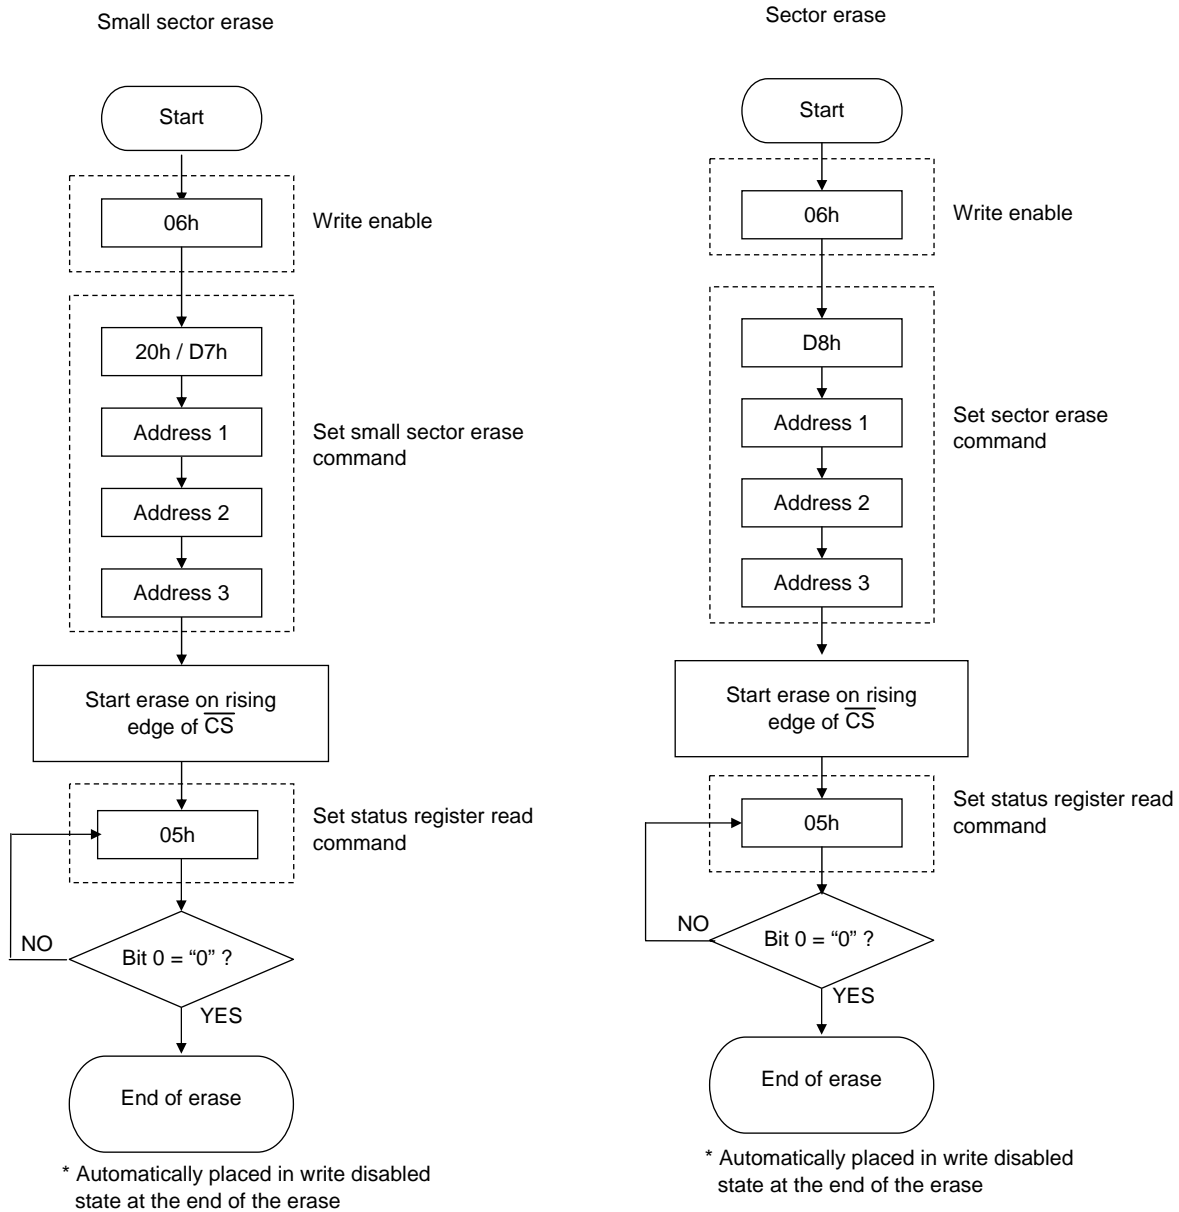 Small sector erase
Start
06h
Write enable
20h / D7h
Address 1
Address 2
Address 3
Set small sector erase
command
Start erase on rising
edge of C̅S̅
05h
Set status register read
command
Bit 0 = “0” ?
NO
YES
End of erase
* Automatically placed in write disabled
state at the end of the erase
Sector erase
Start
06h
Write enable
D8h
Address 1
Address 2
Address 3
Set sector erase
command
Start erase on rising
edge of C̅S̅
05h
Set status register read
command
Bit 0 = “0” ?
NO
YES
End of erase
* Automatically placed in write disabled
state at the end of the erase